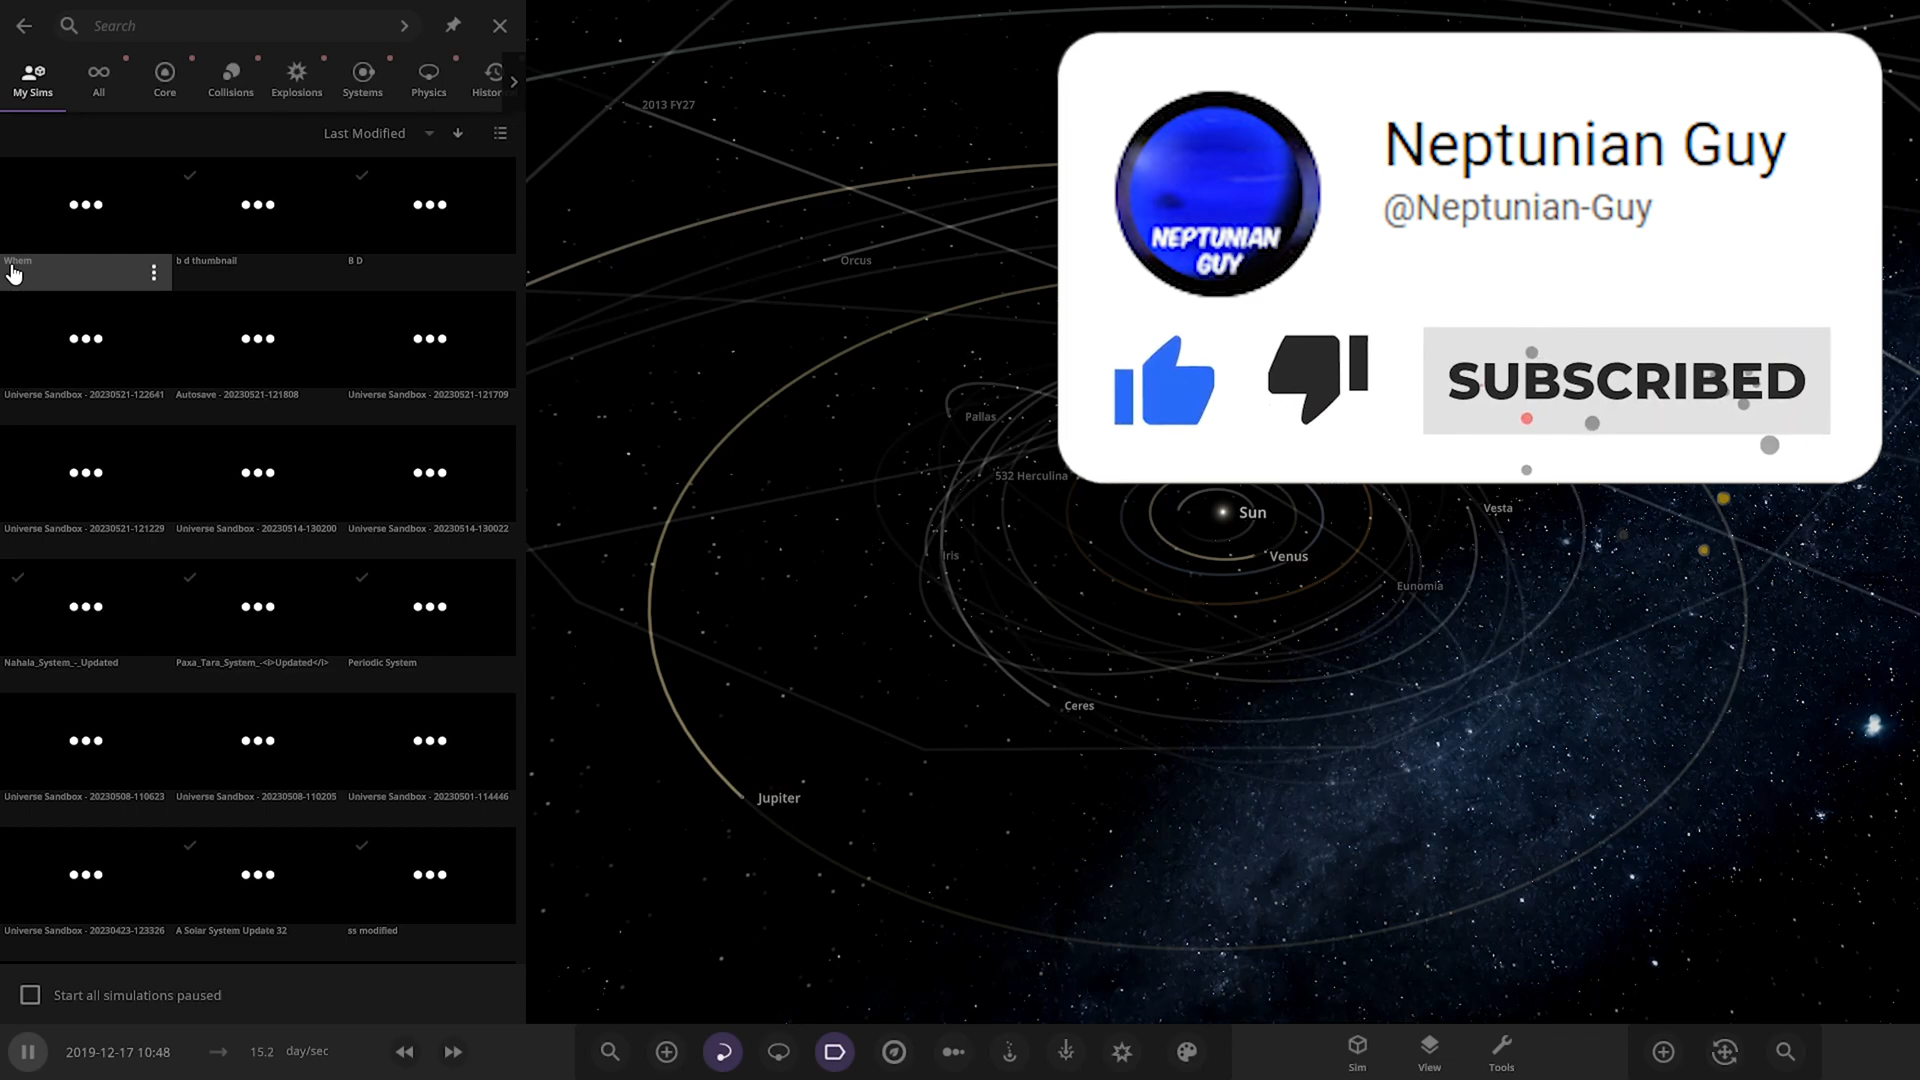 Search
My Sims
All
Core
Collisions
Explosions
Systems
Physics
Histor
Last Modified
Whem
b d thumbnail
B D
Universe Sandbox - 20230521-122641
Autosave - 20230521-121808
Universe Sandbox - 20230521-121709
Universe Sandbox - 20230521-121229
Universe Sandbox - 20230514-130200
Universe Sandbox - 20230514-130022
Nahala_System_-_Updated
Paxa_Tara_System_-<i>Updated</i>
Periodic System
Universe Sandbox - 20230508-110623
Universe Sandbox - 20230508-110205
Universe Sandbox - 20230501-114446
Universe Sandbox - 20230423-123326
A Solar System Update 32
ss modified
Start all simulations paused
2019-12-17 10:48
15.2 day/sec
2013 FY27
Orcus
Pallas
532 Herculina
Sun
Vesta
Iris
Venus
Eunomia
Ceres
Jupiter
NEPTUNIAN
GUY
Neptunian Guy
@Neptunian-Guy
SUBSCRIBED
Sim
View
Tools